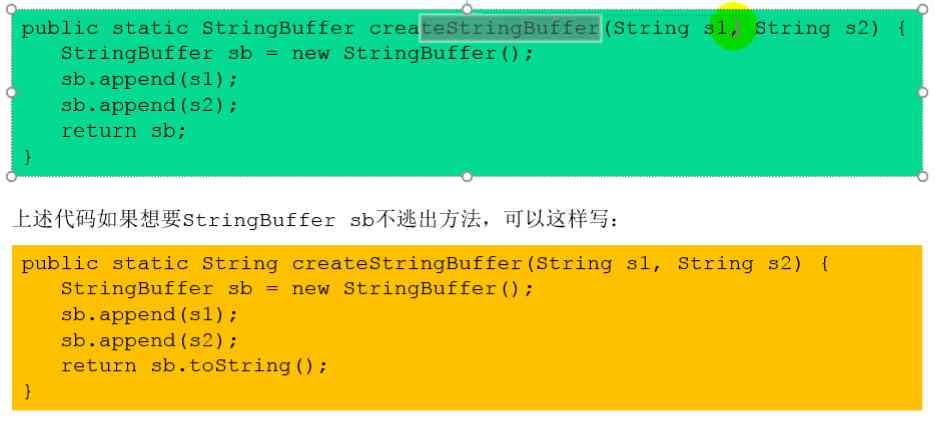 public static StringBuffer createStringBuffer(String s1, String s2) {
StringBuffer sb = new StringBuffer();
sb.append(s1);
sb.append(s2);
return sb;
}
上述代码如果想要StringBuffer sb不逃出方法，可以这样写：
public static String createStringBuffer(String s1, String s2) {
StringBuffer sb = new StringBuffer();
sb.append(s1);
sb.append(s2);
return sb.toString();
}